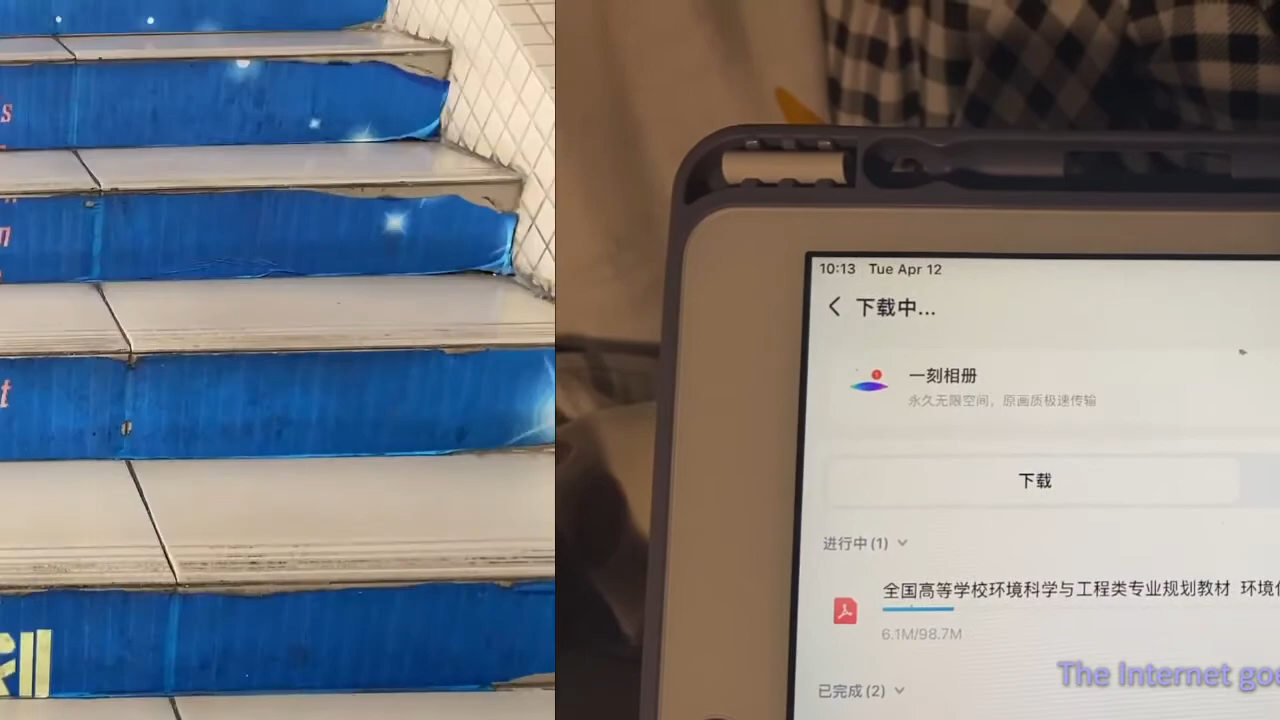 s
n
t
10:13 Tue Apr 12
下载中...
一刻相册
永久无限空间，原画质极速传输
下载
进行中 (1)
全国高等学校环境科学与工程类专业规划教材 环境
6.1M/98.7M
The Internet goe
已完成 (2)